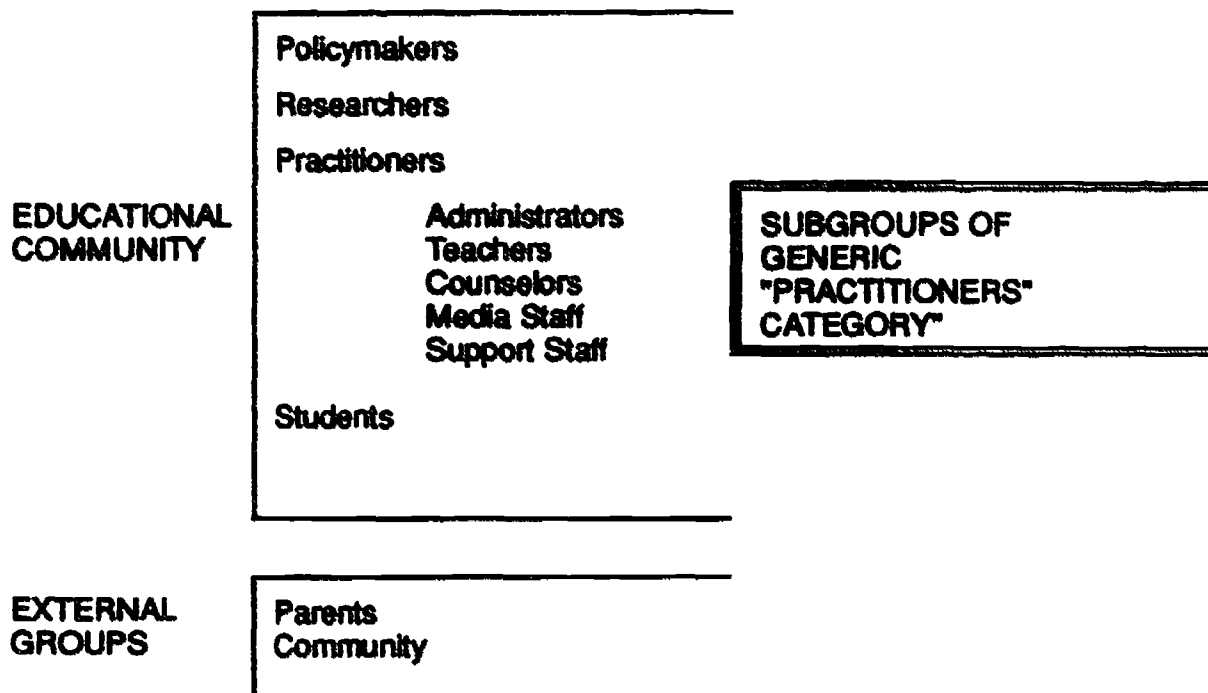 Policymakers
Researchers
Practitioners
EDUCATIONAL
COMMUNITY
Administrators
Teachers
Counselors
Media Staff
Support Staff
SUBGROUPS OF
GENERIC
"PRACTITIONERS"
CATEGORY"
Students
EXTERNAL
GROUPS
Parents
Community